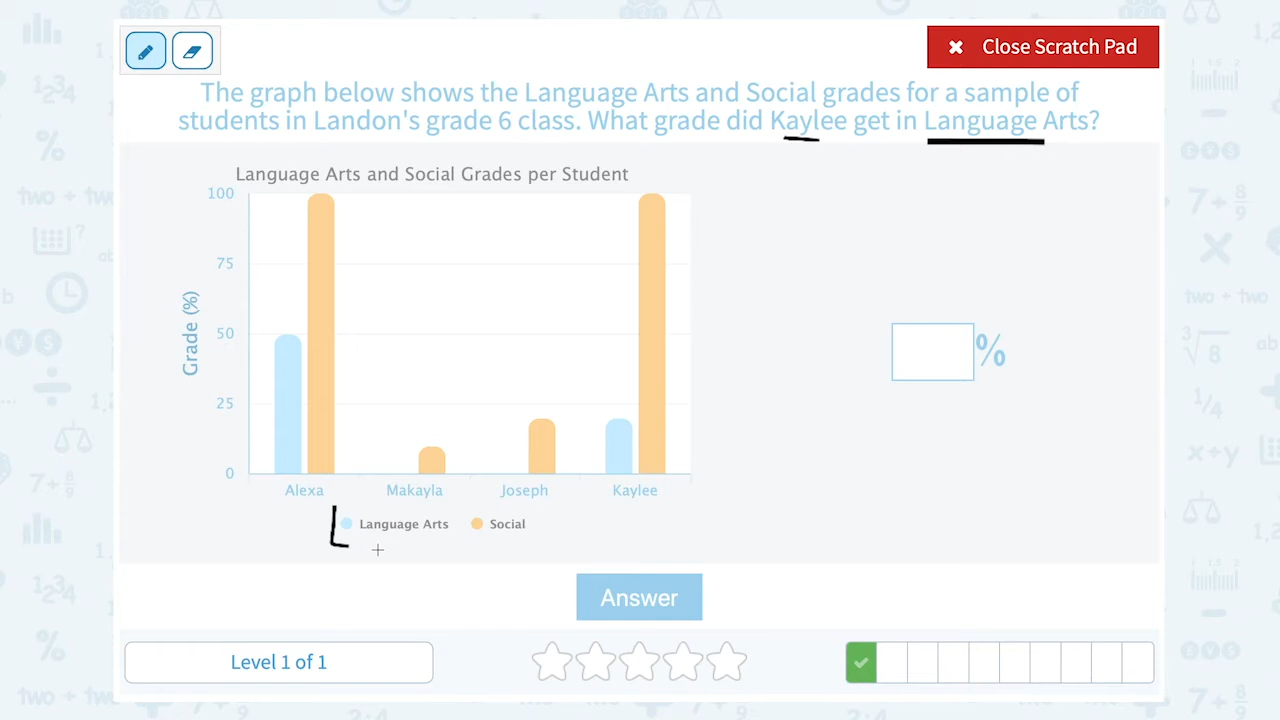 Close Scratch Pad
The graph below shows the Language Arts and Social grades for a sample of
students in Landon's grade 6 class. What grade did Kaylee get in Language Arts?
Language Arts and Social Grades per Student
100
75
50
25
0
Grade (%)
%
Alexa Makayla Joseph Kaylee
Language Arts Social
Answer
Level 1 of 1